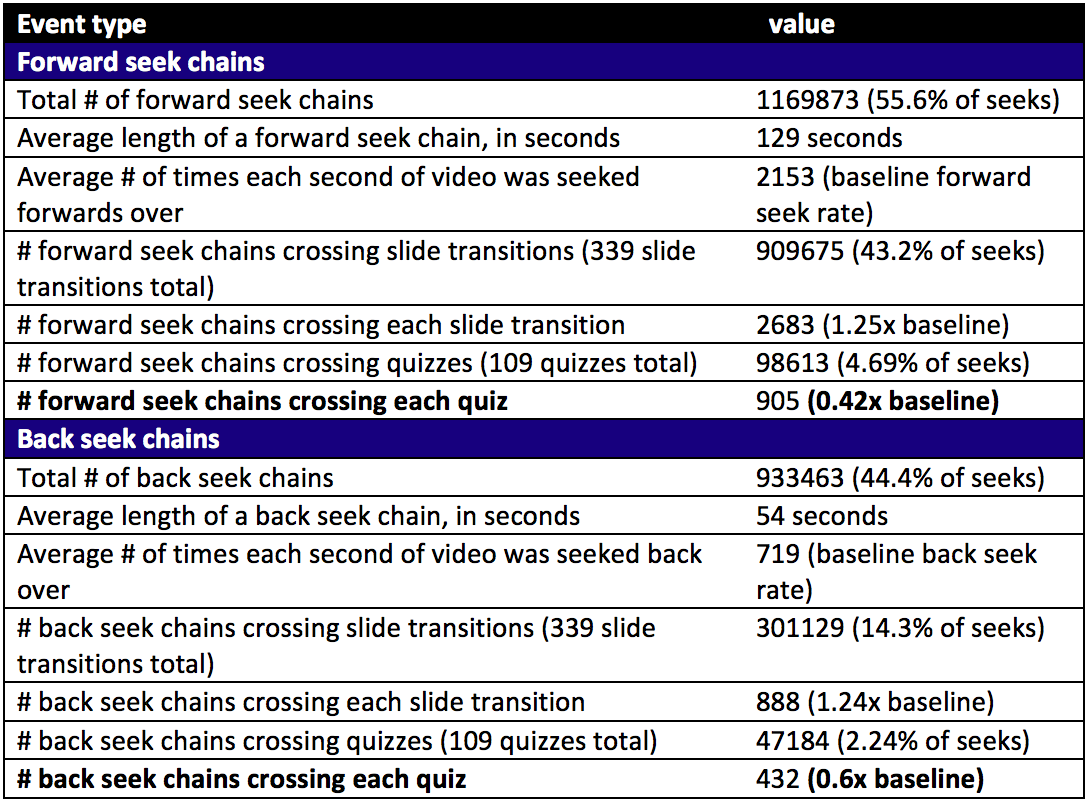 Event type value
Forward seek chains
Total # of forward seek chains 1169873 (55.6% of seeks)
Average length of a forward seek chain, in seconds 129 seconds
Average # of times each second of video was seeked 2153 (baseline forward
forwards over seek rate)
# forward seek chains crossing slide transitions (339 slide 909675 (43.2% of seeks)
transitions total)
# forward seek chains crossing each slide transition 2683 (1.25x baseline)
# forward seek chains crossing quizzes (109 quizzes total) 98613 (4.69% of seeks)
# forward seek chains crossing each quiz 905 (0.42x baseline)
Back seek chains
Total # of back seek chains 933463 (44.4% of seeks)
Average length of a back seek chain, in seconds 54 seconds
Average # of times each second of video was seeked back 719 (baseline back seek
over rate)
# back seek chains crossing slide transitions (339 slide 301129 (14.3% of seeks)
transitions total)
# back seek chains crossing each slide transition 888 (1.24x baseline)
# back seek chains crossing quizzes (109 quizzes total) 47184 (2.24% of seeks)
# back seek chains crossing each quiz 432 (0.6x baseline)